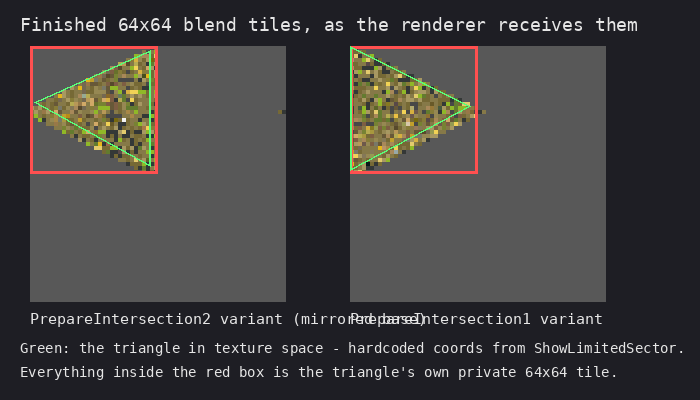 Finished 64x64 blend tiles, as the renderer receives them
PrepareIntersection2 variant (mirrored base)
PrepareIntersection1 variant
Green: the triangle in texture space - hardcoded coords from ShowLimitedSector.
Everything inside the red box is the triangle's own private 64x64 tile.